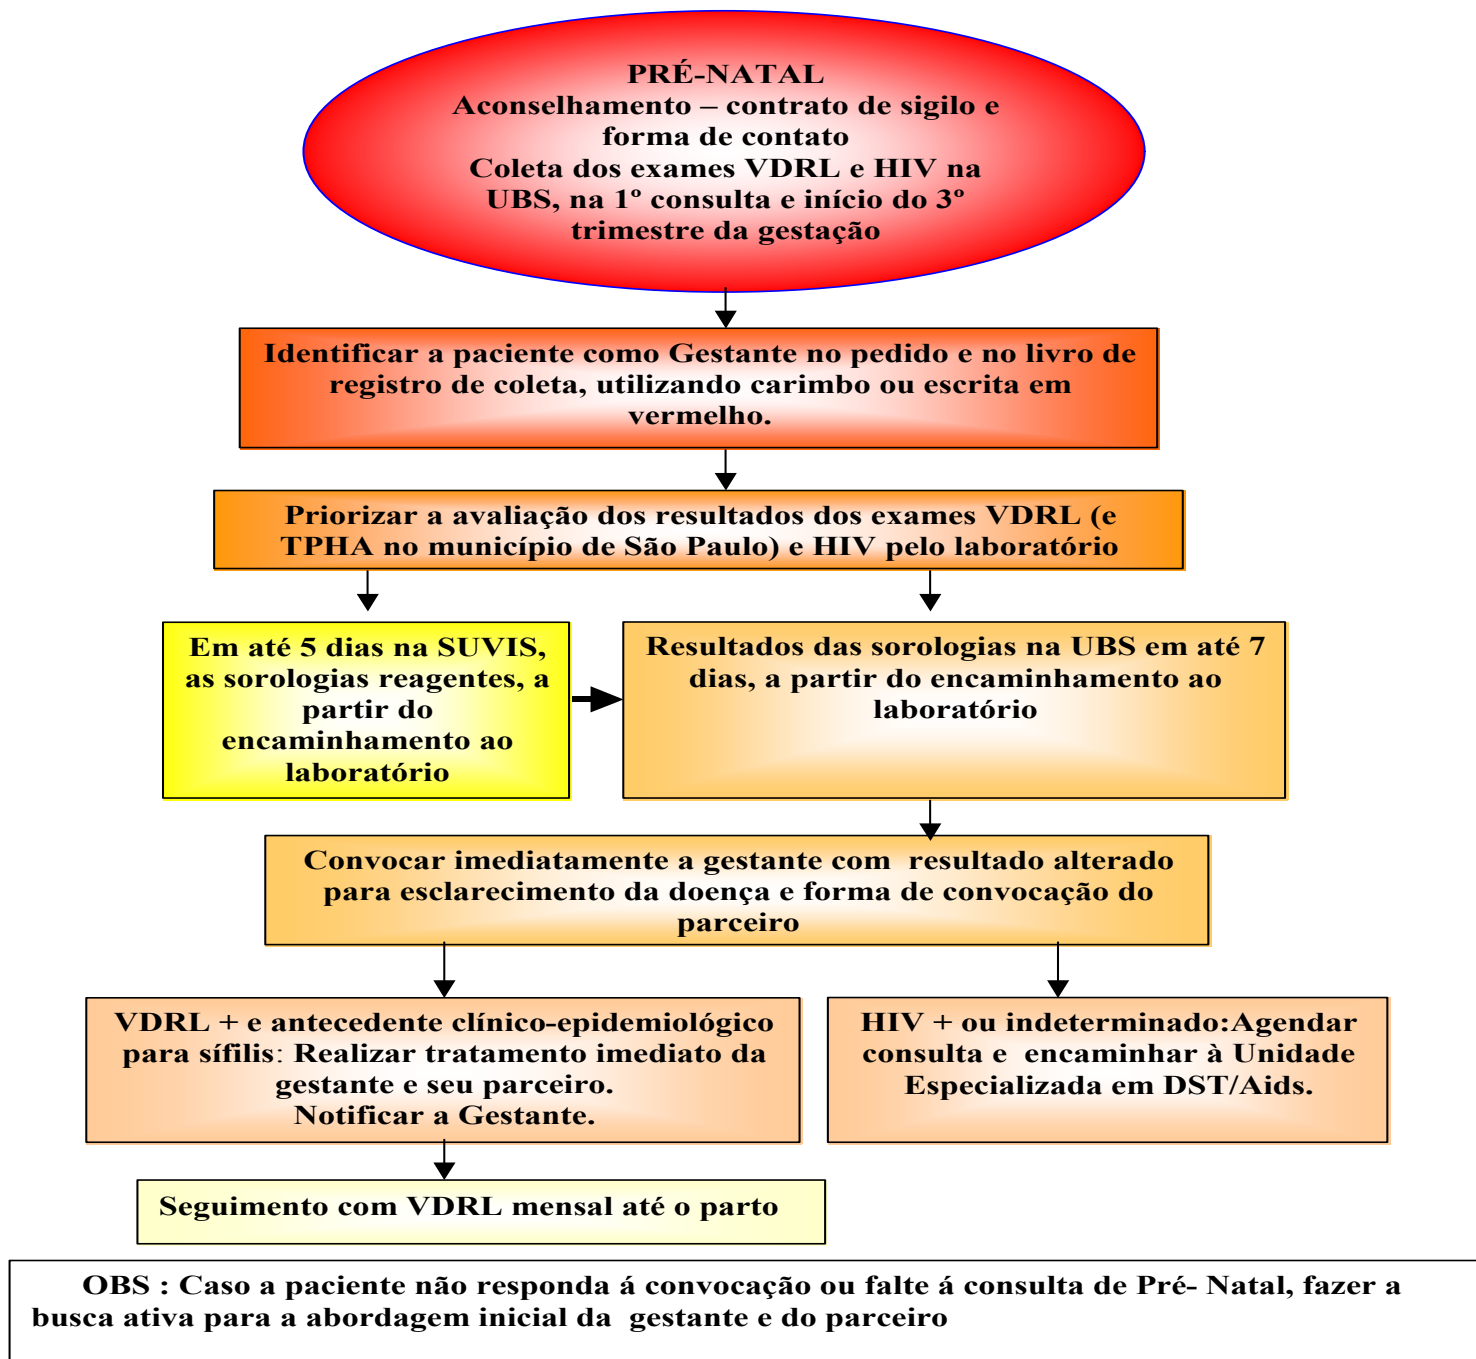 PRÉ-NATAL
Aconselhamento – contrato de sigilo e
forma de contato
Coleta dos exames VDRL e HIV na
UBS, na 1º consulta e início do 3º
trimestre da gestação
Identificar a paciente como Gestante no pedido e no livro de
registro de coleta, utilizando carimbo ou escrita em
vermelho.
Priorizar a avaliação dos resultados dos exames VDRL (e
TPHA no município de São Paulo) e HIV pelo laboratório
Em até 5 dias na SUVIS,
as sorologias reagentes, a
partir do
encaminhamento ao
laboratório
Resultados das sorologias na UBS em até 7
dias, a partir do encaminhamento ao
laboratório
Convocar imediatamente a gestante com  resultado alterado
para esclarecimento da doença e forma de convocação do
parceiro
VDRL + e antecedente clínico-epidemiológico
para sífilis: Realizar tratamento imediato da
gestante e seu parceiro.
Notificar a Gestante.
HIV + ou indeterminado:Agendar
consulta e  encaminhar à Unidade
Especializada em DST/Aids.
Seguimento com VDRL mensal até o parto
OBS : Caso a paciente não responda á convocação ou falte á consulta de Pré- Natal, fazer a
busca ativa para a abordagem inicial da  gestante e do parceiro